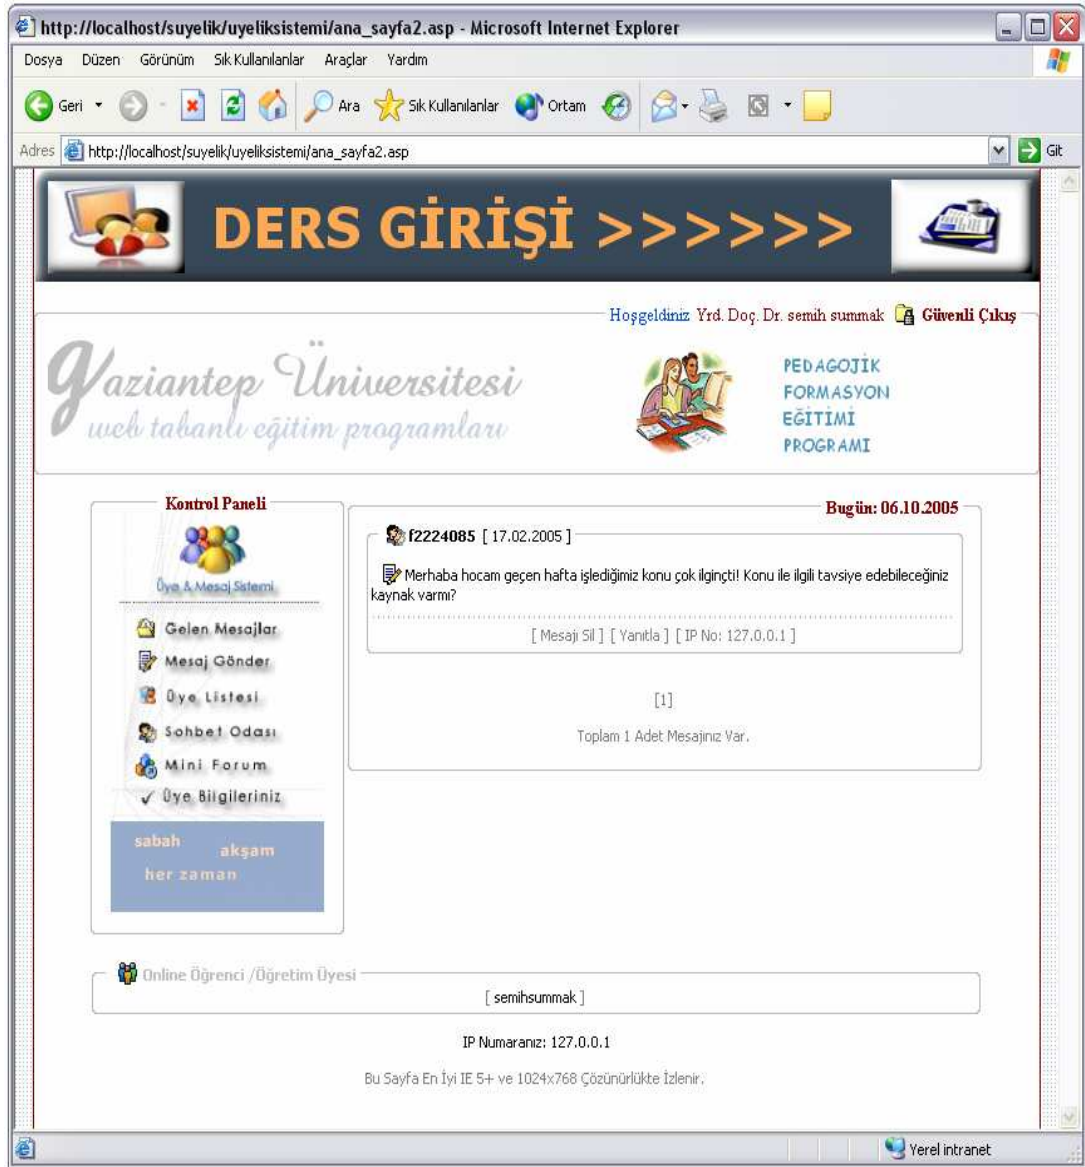 http://localhost/suyelik/uyeliksistemi/ana_sayfa2.asp - Microsoft Internet Explorer
Dosya Düzen Görünüm Sık Kullanılanlar Araçlar Yardım
Geri Ara Sık Kullanılanlar Ortam
Adres http://localhost/suyelik/uyeliksistemi/ana_sayfa2.asp Git
DERS GİRİŞİ >>>>>>
Hoşgeldiniz Yrd. Doç. Dr. semih summak Güvenli Çıkış
Gaziantep Üniversitesi
web tabanlı eğitim programları
PEDAGOJİK
FORMASYON
EĞİTİMİ
PROGRAMI
Kontrol Paneli
Üye & Mesaj Sistemi
Gelen Mesajlar
Mesaj Gönder
Üye Listesi
Sohbet Odası
Mini Forum
Üye Bilgileriniz
sabah
akşam
her zaman
Bugün: 06.10.2005
f2224085 [ 17.02.2005 ]
Merhaba hocam geçen hafta işlediğimiz konu çok ilginçti! Konu ile ilgili tavsiye edebileceğiniz
kaynak varmı?
[ Mesajı Sil ] [ Yanıtla ] [ IP No: 127.0.0.1 ]
[1]
Toplam 1 Adet Mesajınız Var.
Online Öğrenci /Öğretim Üyesi
[ semihsummak ]
IP Numaranız: 127.0.0.1
Bu Sayfa En İyi IE 5+ ve 1024x768 Çözünürlükte İzlenir.
Yerel intranet